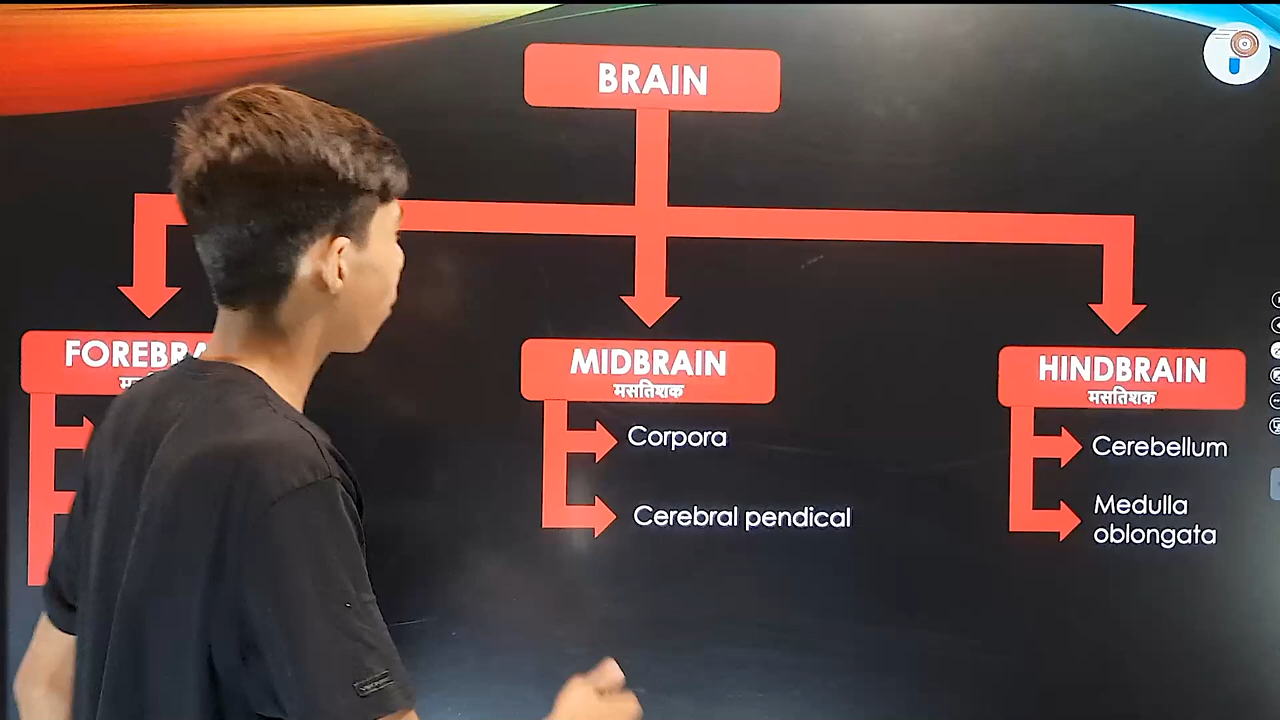 BRAIN
FOREBRA
MIDBRAIN
मसतिशक
Corpora
Cerebral pendical
HINDBRAIN
मसतिशक
Cerebellum
Medulla
oblongata